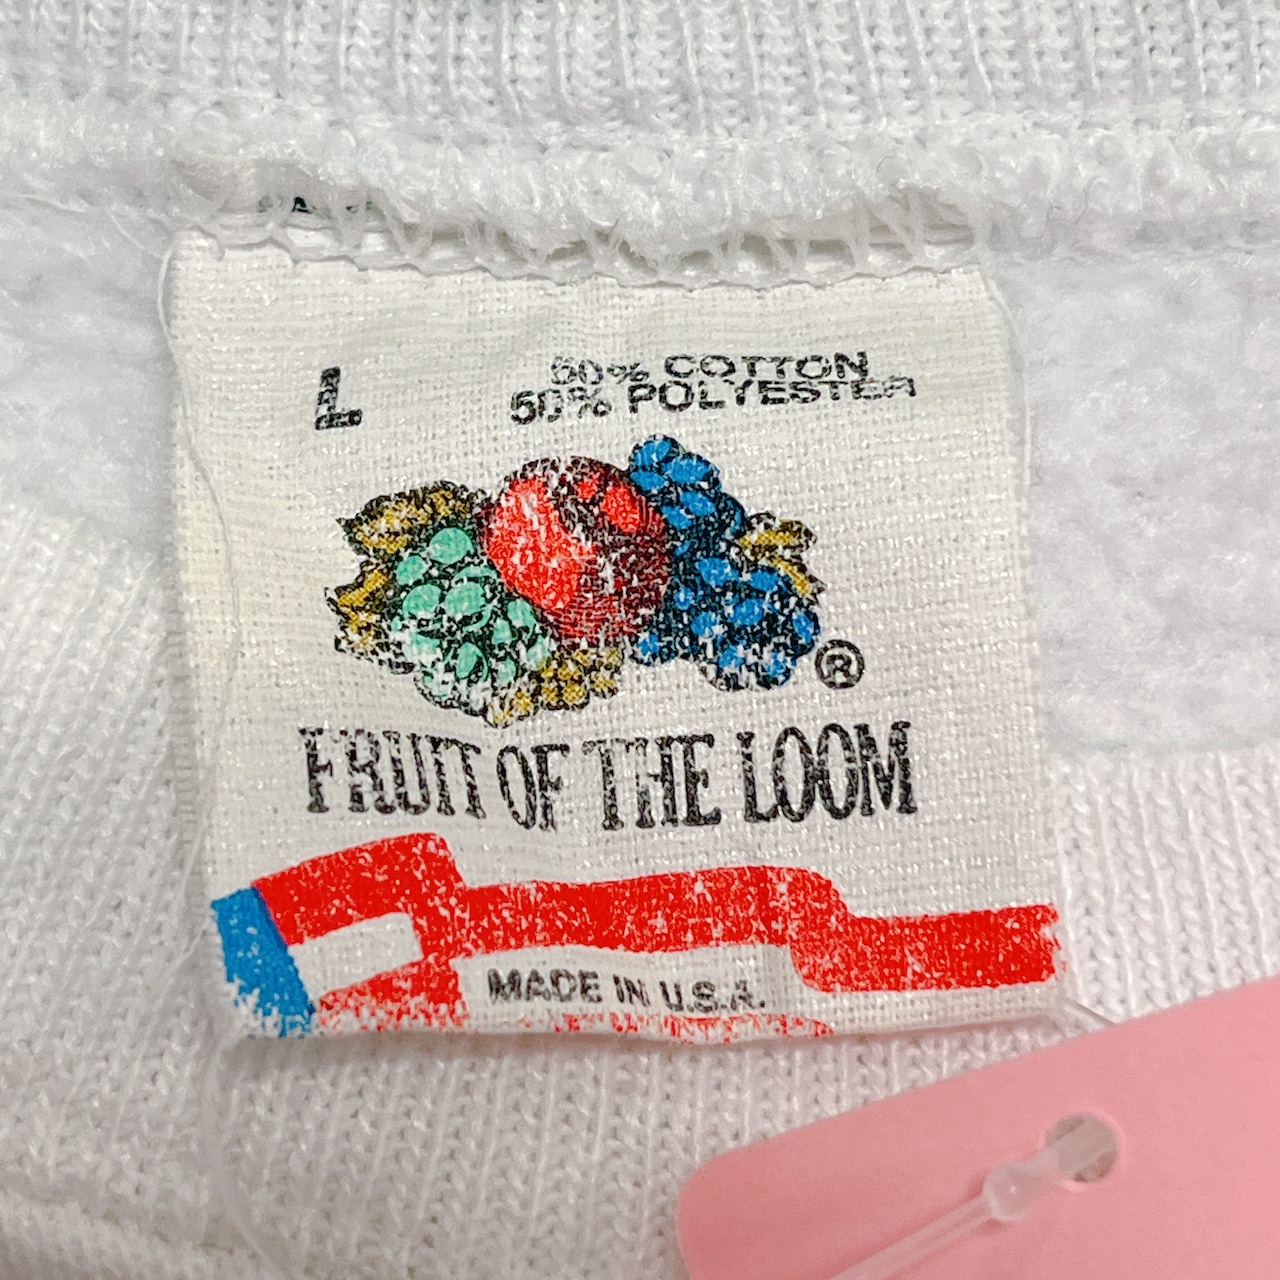 L
50% COTTON
50% POLYESTER
®
FRUIT OF THE LOOM
MADE IN U.S.A.